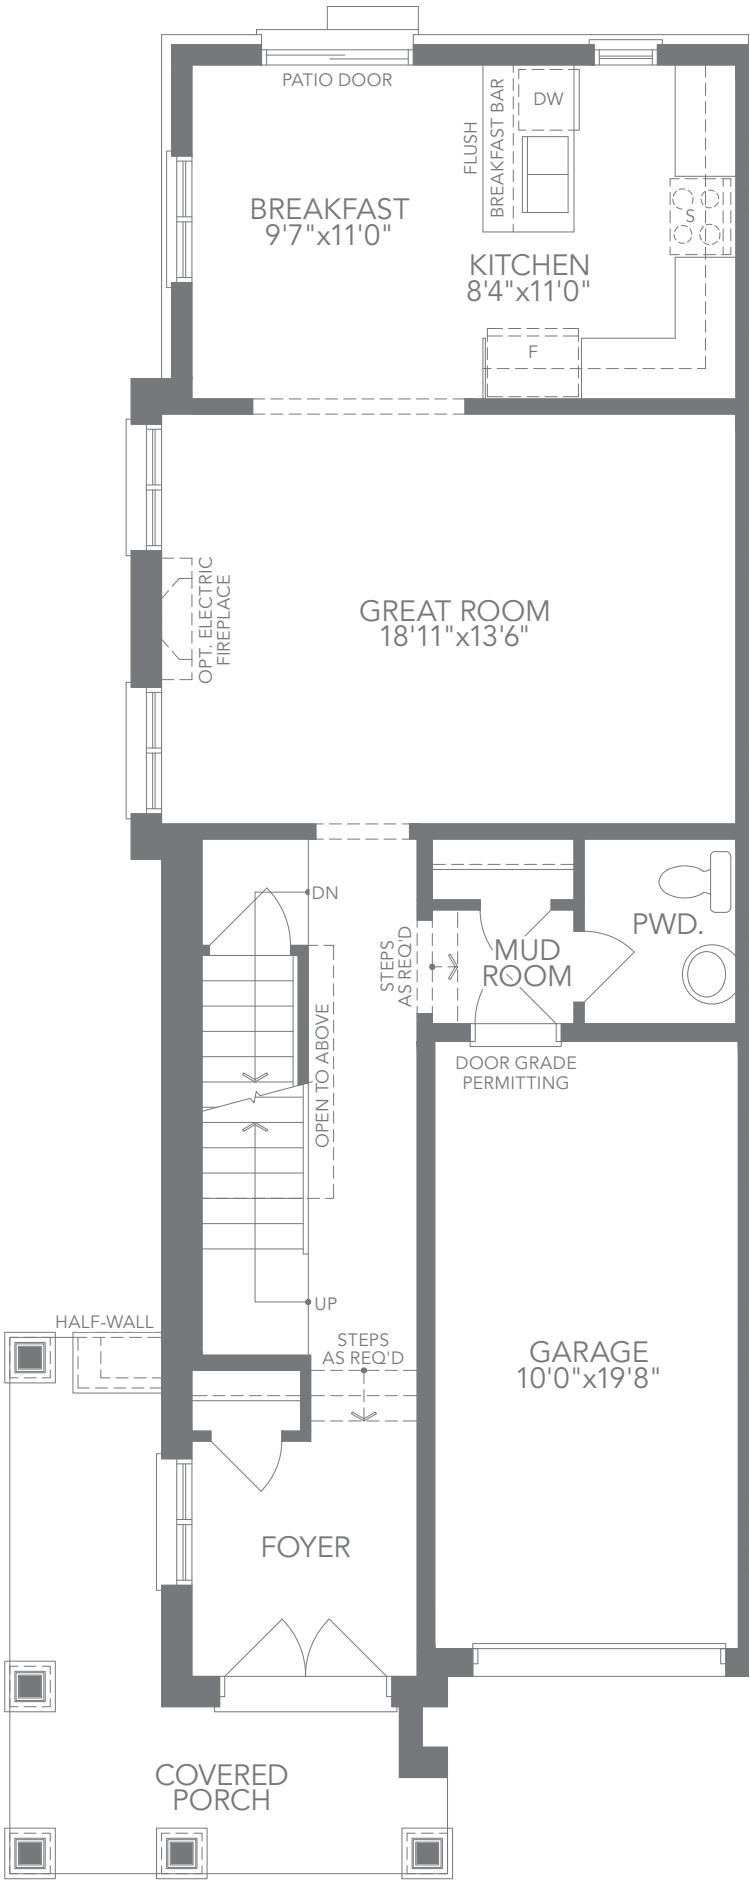 PATIO DOOR
FLUSH
BREAKFAST BAR
DW
BREAKFAST
9'7"x11'0"
S
KITCHEN
8'4"x11'0"
F
OPT. ELECTRIC
FIREPLACE
GREAT ROOM
18'11"x13'6"
DN
PWD.
STEPS
AS REQ'D
MUD
ROOM
OPEN TO ABOVE
DOOR GRADE
PERMITTING
UP
HALF-WALL
STEPS
AS REQ'D
GARAGE
10'0"x19'8"
FOYER
COVERED
PORCH